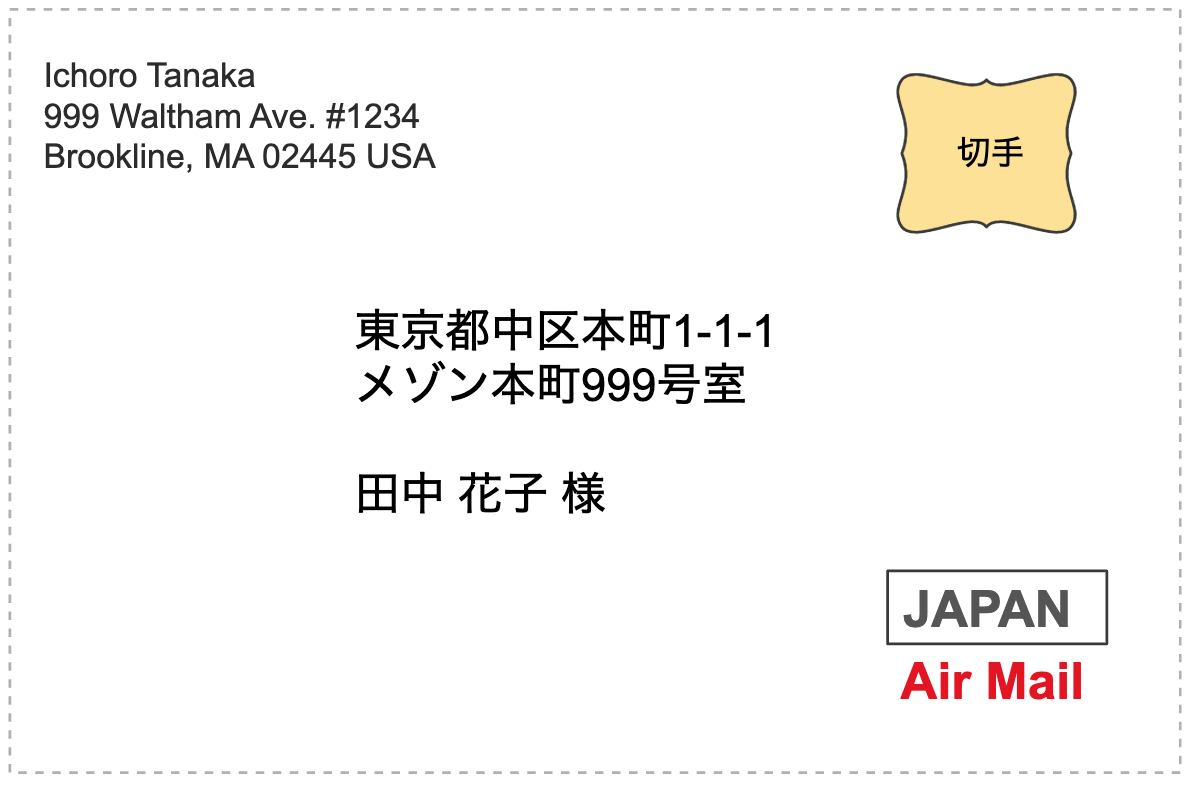 Ichoro Tanaka
999 Waltham Ave. #1234
Brookline, MA 02445 USA
切手
東京都中区本町1-1-1
メゾン本町999号室
田中 花子 様
JAPAN
Air Mail